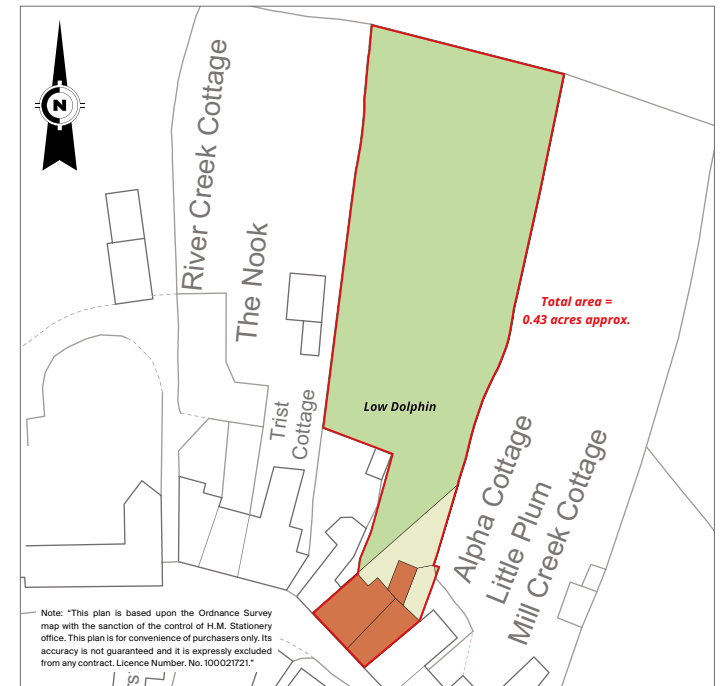 N
River Creek Cottage
The Nook
Trist
Cottage
Total area =
0.43 acres approx.
Low Dolphin
Alpha Cottage
Little Plum
Mill Creek Cottage
Note: "This plan is based upon the Ordnance Survey
map with the sanction of the control of H.M. Stationery
office. This plan is for convenience of purchasers only. Its
accuracy is not guaranteed and it is expressly excluded
from any contract. Licence Number. No. 100021721."